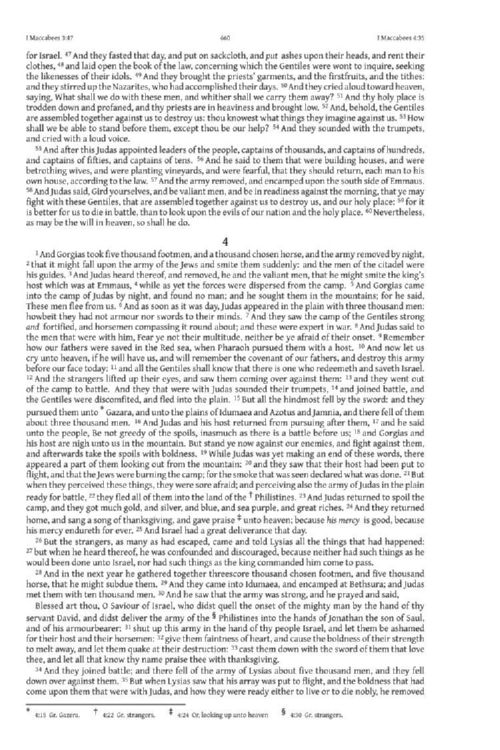 I Maccabees 3:47 660 I Maccabees 4:35
for Israel. 47 And they fasted that day, and put on sackcloth, and put ashes upon their heads, and rent their
clothes, 48 and laid open the book of the law, concerning which the Gentiles were wont to inquire, seeking
the likenesses of their idols. 49 And they brought the priests' garments, and the firstfruits, and the tithes:
and they stirred up the Nazarites, who had accomplished their days. 50 And they cried aloud toward heaven,
saying, What shall we do with these men, and whither shall we carry them away? 51 And thy holy place is
trodden down and profaned, and thy priests are in heaviness and brought low. 52 And, behold, the Gentiles
are assembled together against us to destroy us: thou knowest what things they imagine against us. 53 How
shall we be able to stand before them, except thou be our help? 54 And they sounded with the trumpets,
and cried with a loud voice.
55 And after this Judas appointed leaders of the people, captains of thousands, and captains of hundreds,
and captains of fifties, and captains of tens. 56 And he said to them that were building houses, and were
betrothing wives, and were planting vineyards, and were fearful, that they should return, each man to his
own house, according to the law. 57 And the army removed, and encamped upon the south side of Emmaus.
58 And Judas said, Gird yourselves, and be valiant men, and be in readiness against the morning, that ye may
fight with these Gentiles, that are assembled together against us to destroy us, and our holy place: 59 for it
is better for us to die in battle, than to look upon the evils of our nation and the holy place. 60 Nevertheless,
as may be the will in heaven, so shall he do.
4
1 And Gorgias took five thousand footmen, and a thousand chosen horse, and the army removed by night,
2 that it might fall upon the army of the Jews and smite them suddenly: and the men of the citadel were
his guides. 3 And Judas heard thereof, and removed, he and the valiant men, that he might smite the king's
host which was at Emmaus, 4 while as yet the forces were dispersed from the camp. 5 And Gorgias came
into the camp of Judas by night, and found no man; and he sought them in the mountains; for he said,
These men flee from us. 6 And as soon as it was day, Judas appeared in the plain with three thousand men:
howbeit they had not armour nor swords to their minds. 7 And they saw the camp of the Gentiles strong
and fortified, and horsemen compassing it round about; and these were expert in war. 8 And Judas said to
the men that were with him, Fear ye not their multitude, neither be ye afraid of their onset. 9 Remember
how our fathers were saved in the Red sea, when Pharaoh pursued them with a host. 10 And now let us
cry unto heaven, if he will have us, and will remember the covenant of our fathers, and destroy this army
before our face today: 11 and all the Gentiles shall know that there is one who redeemeth and saveth Israel.
12 And the strangers lifted up their eyes, and saw them coming over against them: 13 and they went out
of the camp to battle. And they that were with Judas sounded their trumpets, 14 and joined battle, and
the Gentiles were discomfited, and fled into the plain. 15 But all the hindmost fell by the sword: and they
pursued them unto * Gazara, and unto the plains of Idumaea and Azotus and Jamnia, and there fell of them
about three thousand men. 16 And Judas and his host returned from pursuing after them, 17 and he said
unto the people, Be not greedy of the spoils, inasmuch as there is a battle before us; 18 and Gorgias and
his host are nigh unto us in the mountain. But stand ye now against our enemies, and fight against them,
and afterwards take the spoils with boldness. 19 While Judas was yet making an end of these words, there
appeared a part of them looking out from the mountain: 20 and they saw that their host had been put to
flight, and that the Jews were burning the camp; for the smoke that was seen declared what was done. 21 But
when they perceived these things, they were sore afraid; and perceiving also the army of Judas in the plain
ready for battle, 22 they fled all of them into the land of the † Philistines. 23 And Judas returned to spoil the
camp, and they got much gold, and silver, and blue, and sea purple, and great riches. 24 And they returned
home, and sang a song of thanksgiving, and gave praise ‡ unto heaven; because his mercy is good, because
his mercy endureth for ever. 25 And Israel had a great deliverance that day.
26 But the strangers, as many as had escaped, came and told Lysias all the things that had happened:
27 but when he heard thereof, he was confounded and discouraged, because neither had such things as he
would been done unto Israel, nor had such things as the king commanded him come to pass.
28 And in the next year he gathered together threescore thousand chosen footmen, and five thousand
horse, that he might subdue them. 29 And they came into Idumaea, and encamped at Bethsura; and Judas
met them with ten thousand men. 30 And he saw that the army was strong, and he prayed and said,
Blessed art thou, O Saviour of Israel, who didst quell the onset of the mighty man by the hand of thy
servant David, and didst deliver the army of the § Philistines into the hands of Jonathan the son of Saul,
and of his armourbearer: 31 shut up this army in the hand of thy people Israel, and let them be ashamed
for their host and their horsemen: 32 give them faintness of heart, and cause the boldness of their strength
to melt away, and let them quake at their destruction: 33 cast them down with the sword of them that love
thee, and let all that know thy name praise thee with thanksgiving.
34 And they joined battle; and there fell of the army of Lysias about five thousand men, and they fell
down over against them. 35 But when Lysias saw that his array was put to flight, and the boldness that had
come upon them that were with Judas, and how they were ready either to live or to die nobly, he removed
* 4:15 Gr. Gazera. † 4:22 Gr. strangers. ‡ 4:24 Or, looking up unto heaven § 4:30 Gr. strangers.